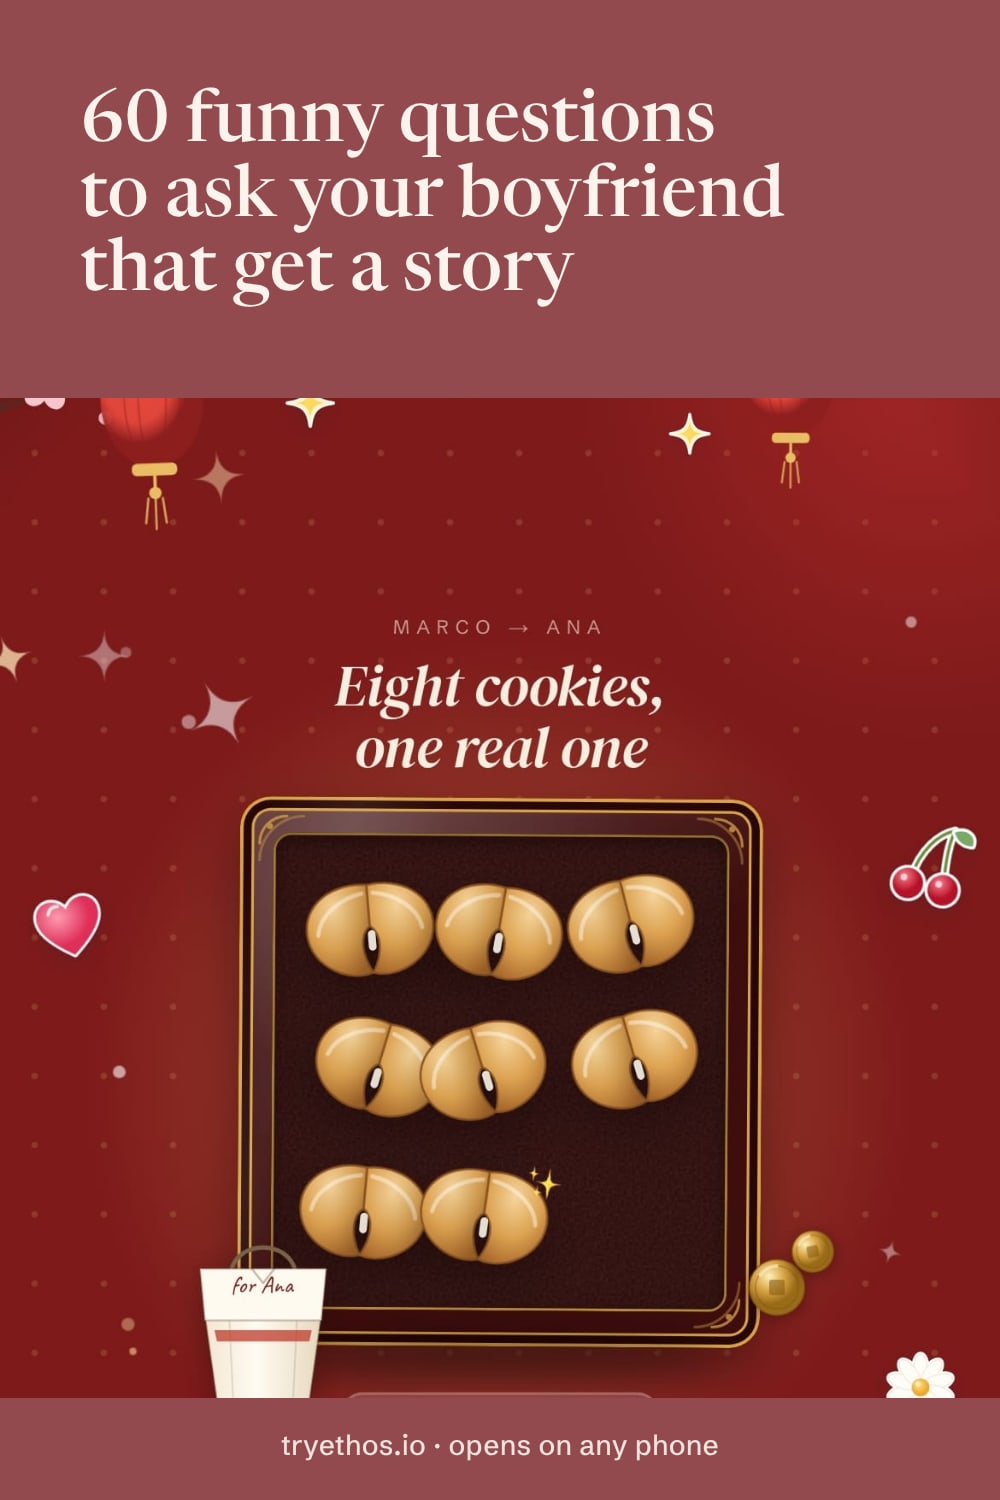 60 funny questions
to ask your boyfriend
that get a story
MARCO → ANA
Eight cookies,
one real one
for Ana
tryethos.io · opens on any phone